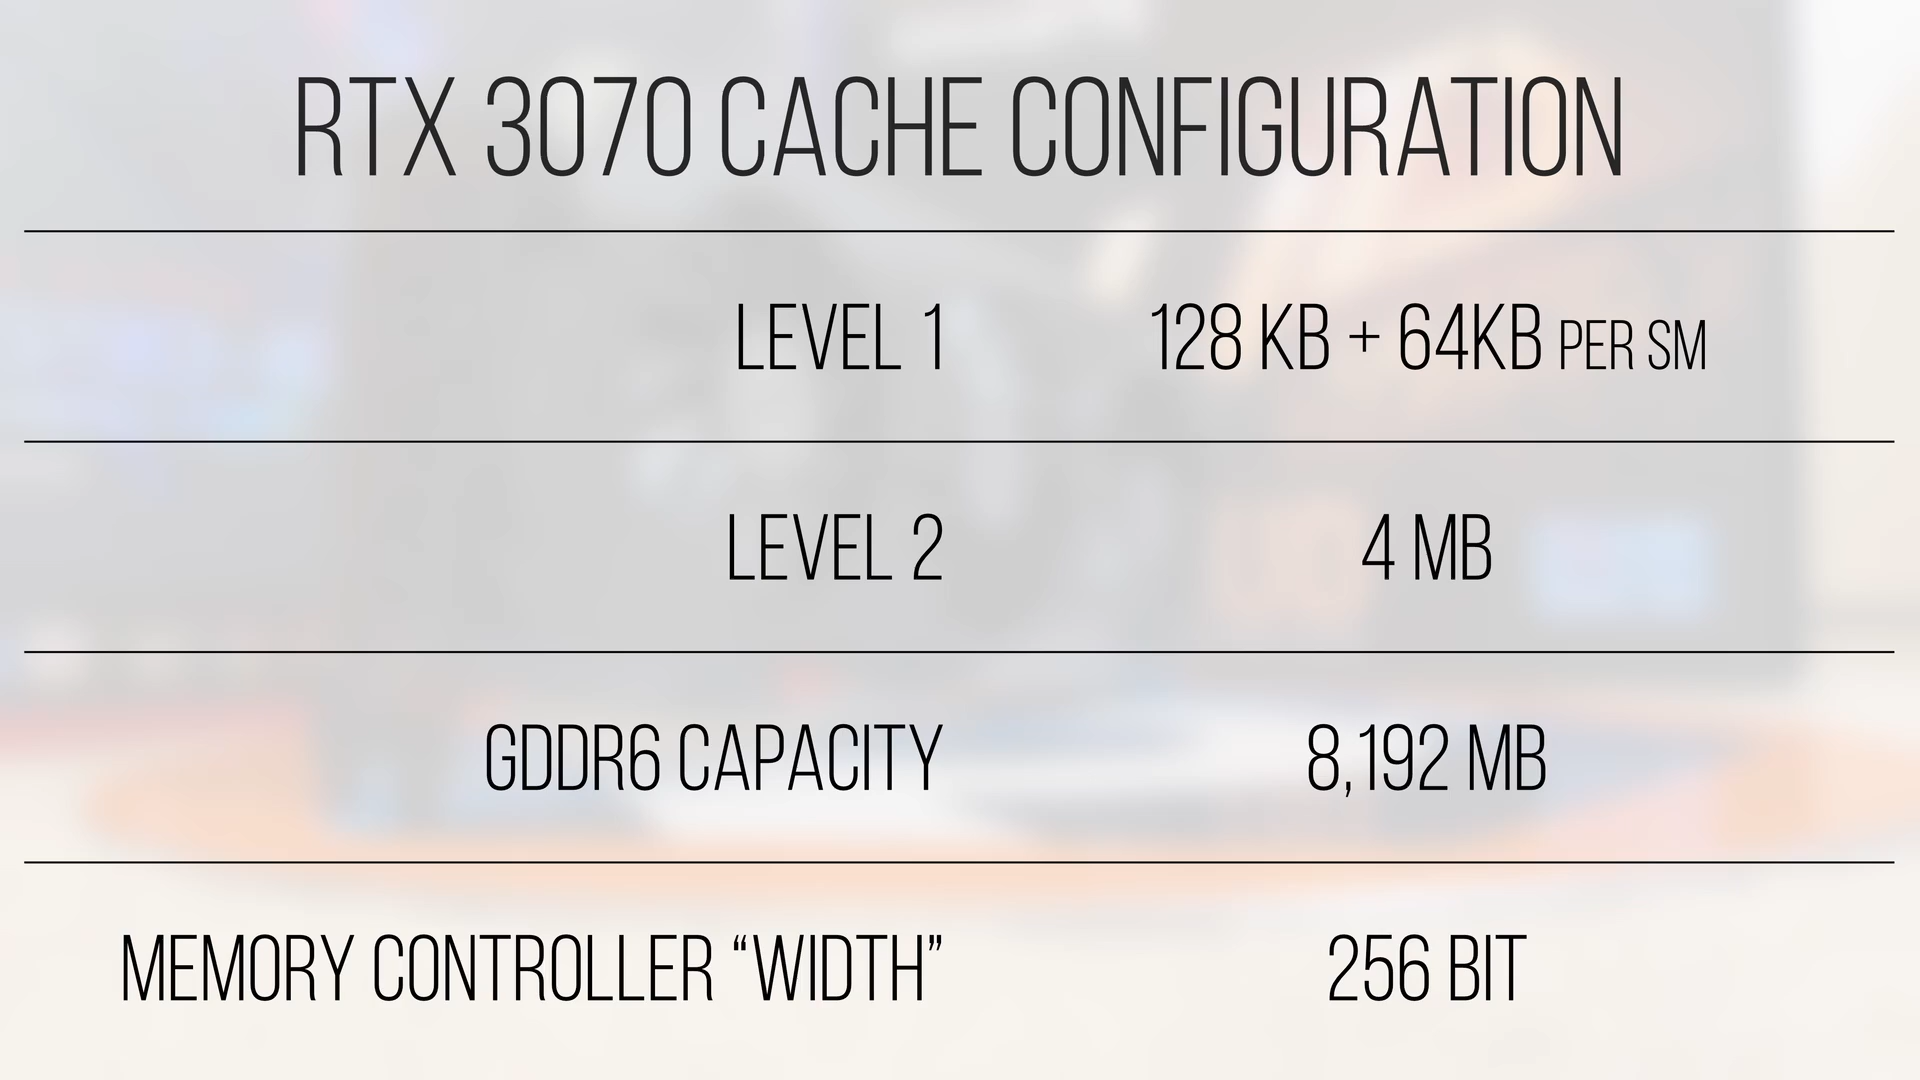 RTX 3070 CACHE CONFIGURATION
LEVEL 1 128 KB + 64KB PER SM
LEVEL 2 4 MB
GDDR6 CAPACITY 8,192 MB
MEMORY CONTROLLER “WIDTH” 256 BIT